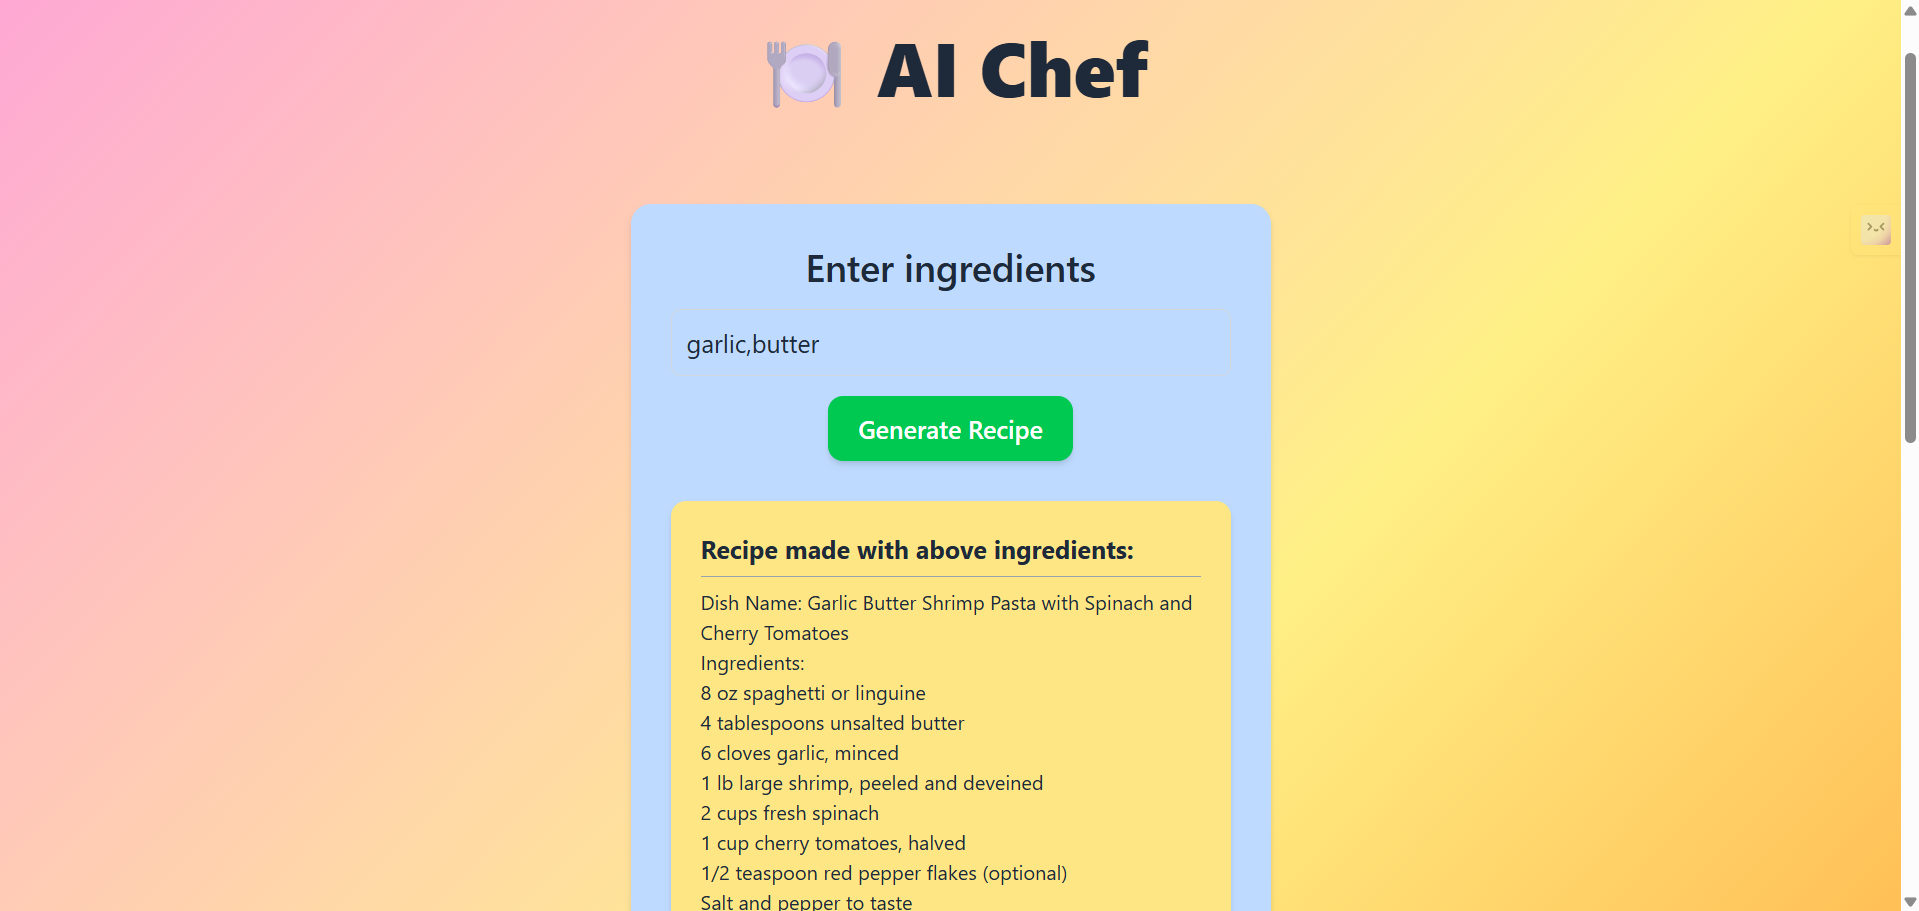 AI Chef
Enter ingredients
garlic,butter
Generate Recipe
Recipe made with above ingredients:
Dish Name: Garlic Butter Shrimp Pasta with Spinach and
Cherry Tomatoes
Ingredients:
8 oz spaghetti or linguine
4 tablespoons unsalted butter
6 cloves garlic, minced
1 lb large shrimp, peeled and deveined
2 cups fresh spinach
1 cup cherry tomatoes, halved
1/2 teaspoon red pepper flakes (optional)
Salt and pepper to taste